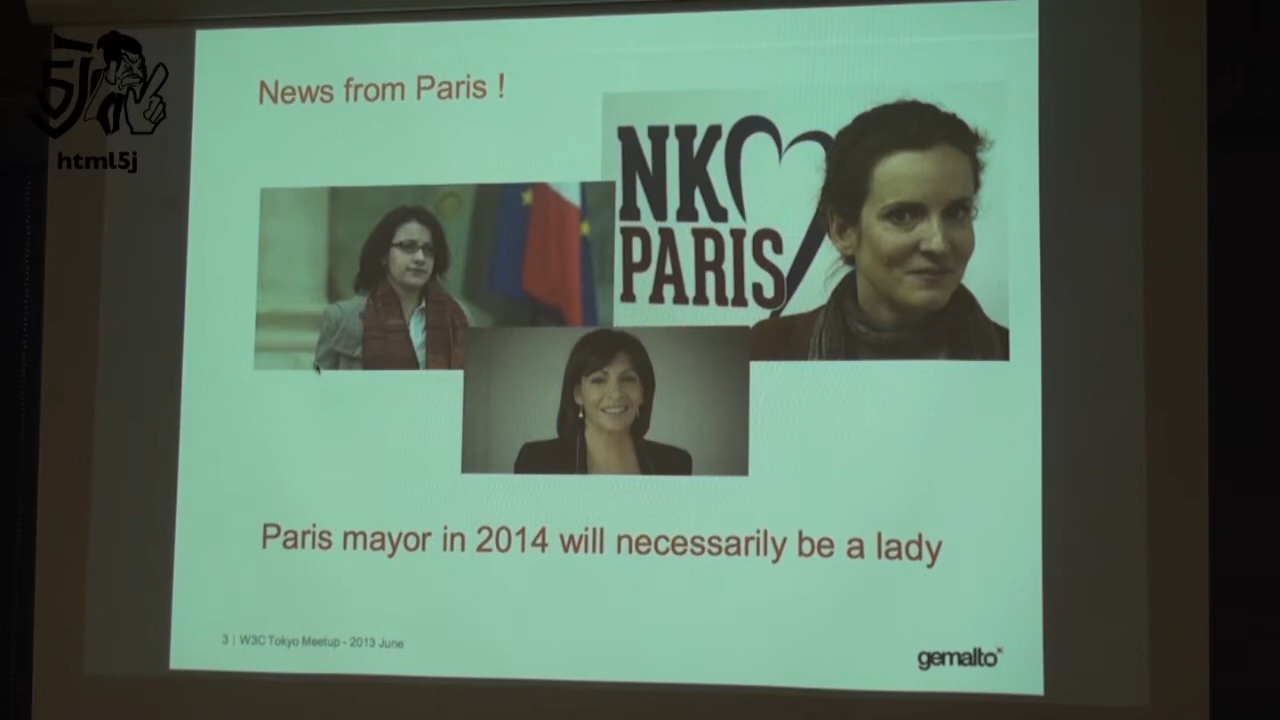 5J
html5j
News from Paris !
NK
PARIS
Paris mayor in 2014 will necessarily be a lady
3 | W3C Tokyo Meetup - 2013 June
gemalto